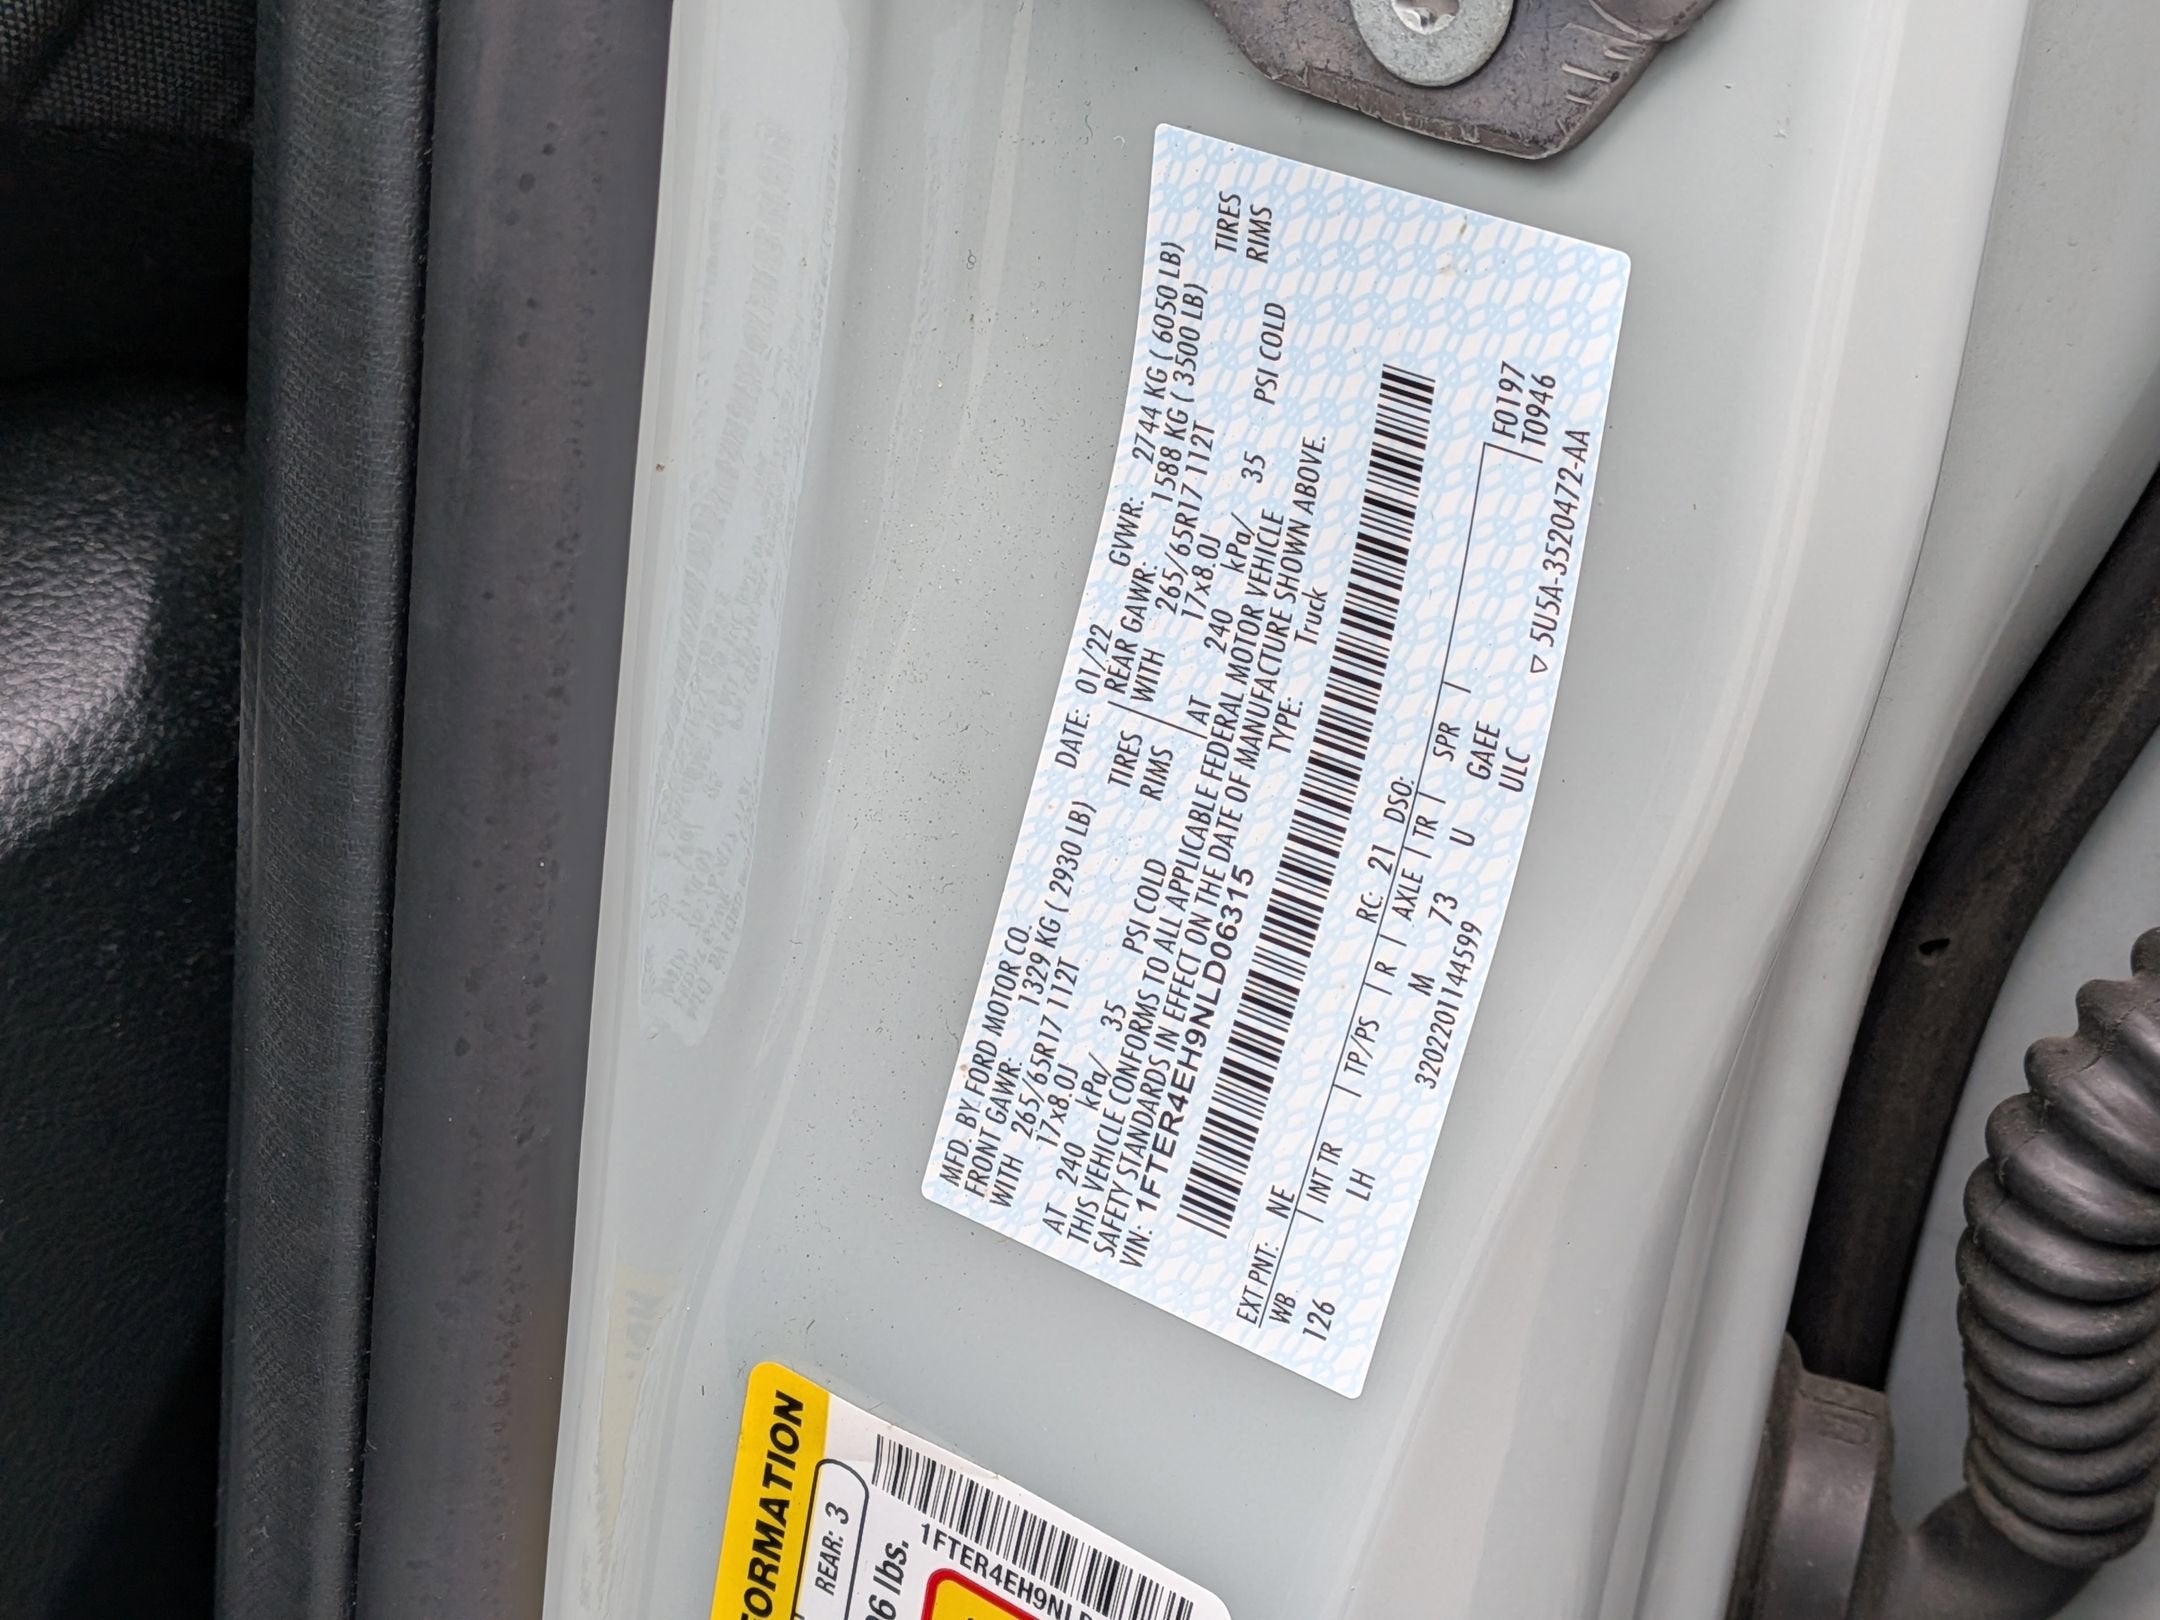 MFD. BY FORD MOTOR CO.
DATE: 01/22 GVWR: 2744 KG ( 6050 LB)
FRONT GAWR: 1329 KG ( 2930 LB)
REAR GAWR: 1588 KG ( 3500 LB)
WITH 265/65R17 112T TIRES
WITH 265/65R17 112T TIRES
17x8.0J RIMS
17x8.0J RIMS
AT 240 kPa/ 35 PSI COLD
AT 240 kPa/ 35 PSI COLD
THIS VEHICLE CONFORMS TO ALL APPLICABLE FEDERAL MOTOR VEHICLE
SAFETY STANDARDS IN EFFECT ON THE DATE OF MANUFACTURE SHOWN ABOVE.
VIN: 1FTER4EH9NLD06315
TYPE: Truck
EXT PNT: NE RC: 21 DSO:
WB INT TR TP/PS R AXLE TR SPR F0197
126 LH M 73 U GAEE T0946
320220144599 ULC
▽ 5U5A-3520472-AA
REAR: 3
lbs.
1FTER4EH9NL